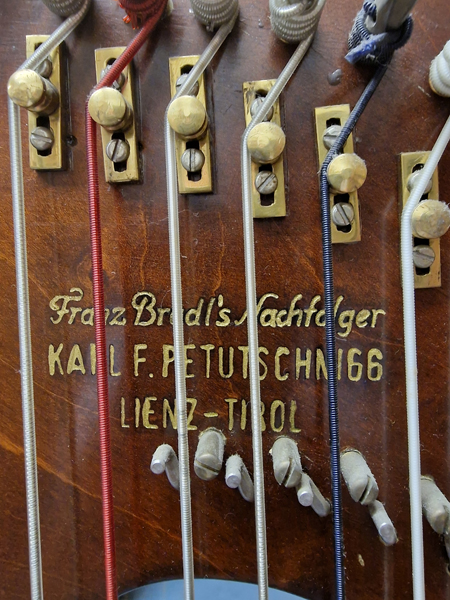 Franz Bradl's Nachfolger
KARL F. PETUTSCHNIGG
LIENZ-TIROL